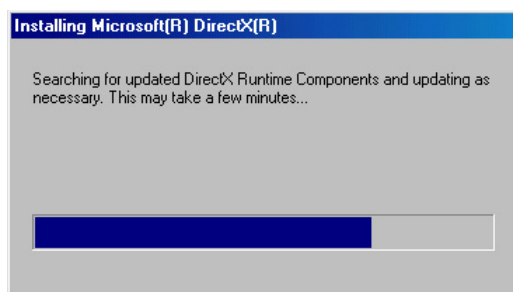 Installing Microsoft(R) DirectX(R)
Searching for updated DirectX Runtime Components and updating as
necessary. This may take a few minutes...